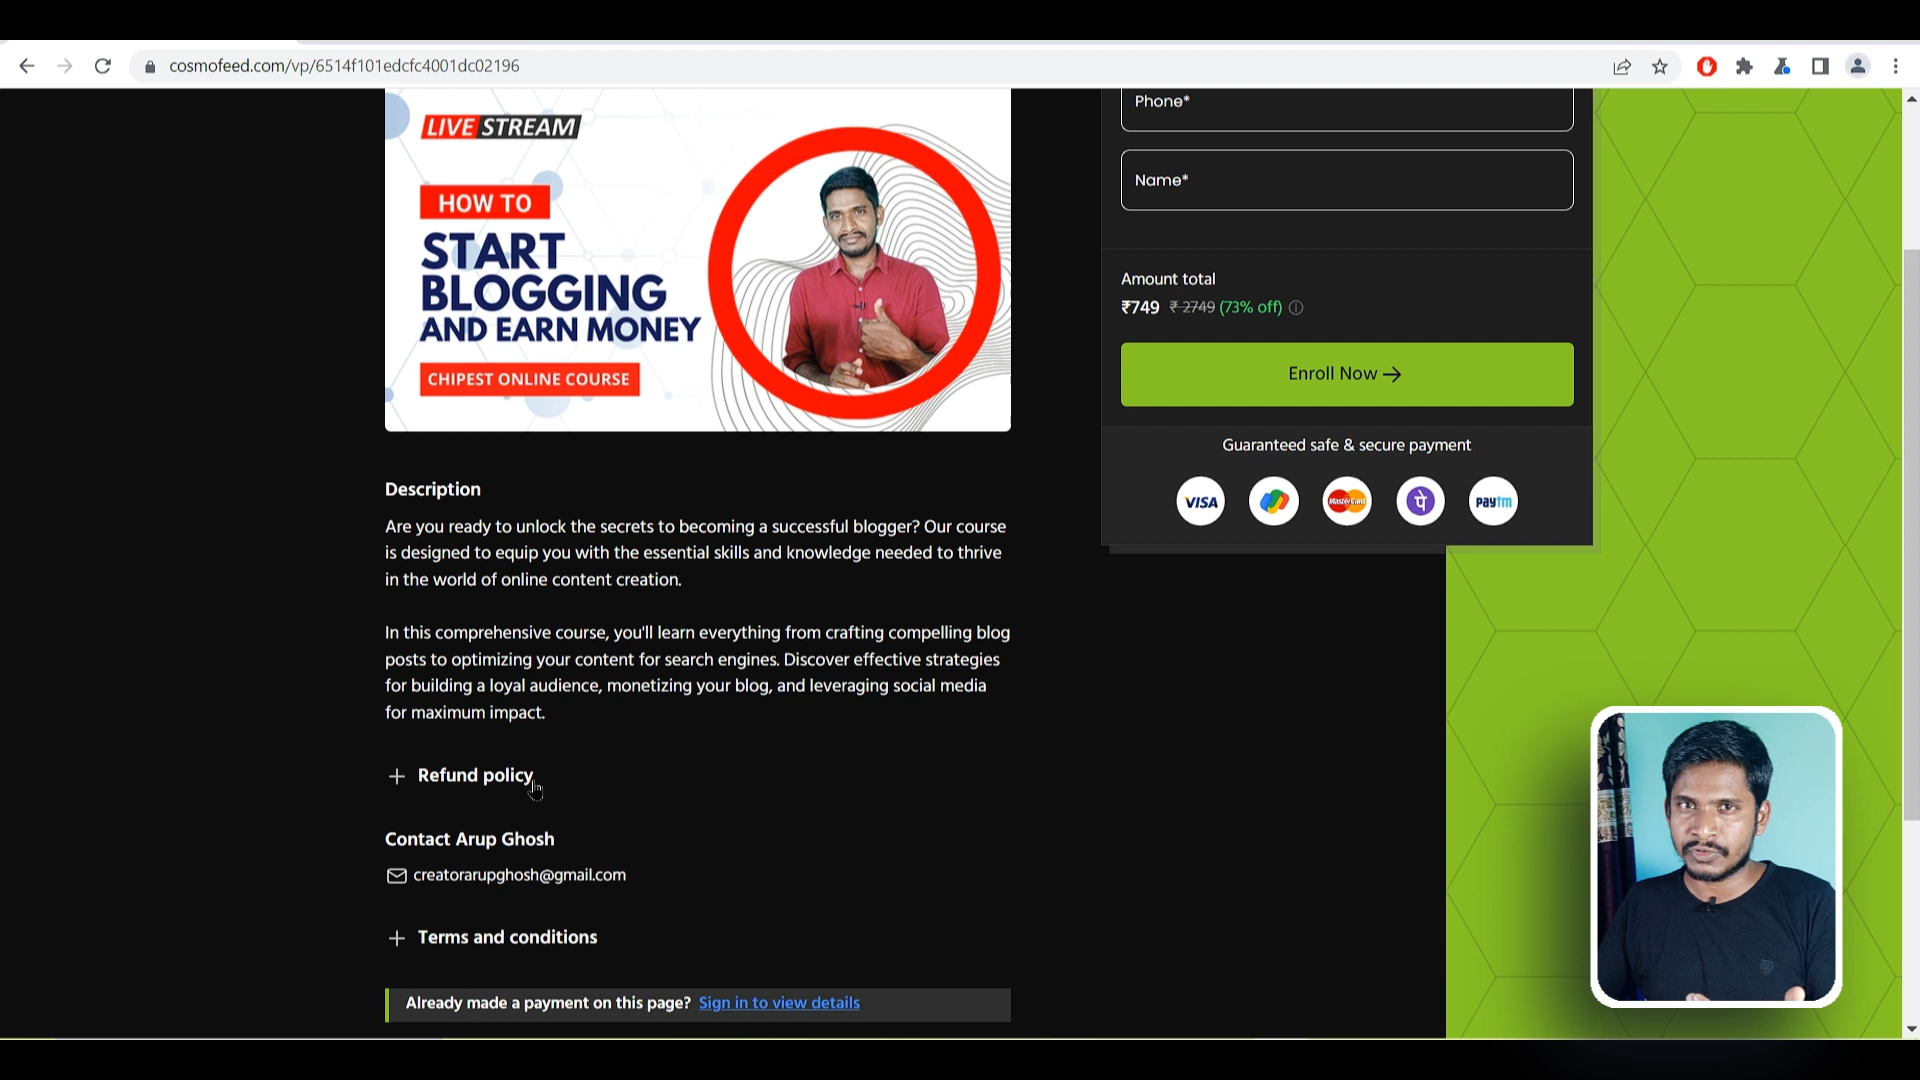 cosmofeed.com/vp/6514f101edcfc4001dc02196
LIVE STREAM
HOW TO
START
BLOGGING
AND EARN MONEY
CHIPEST ONLINE COURSE
Description
Are you ready to unlock the secrets to becoming a successful blogger? Our course
is designed to equip you with the essential skills and knowledge needed to thrive
in the world of online content creation.
In this comprehensive course, you'll learn everything from crafting compelling blog
posts to optimizing your content for search engines. Discover effective strategies
for building a loyal audience, monetizing your blog, and leveraging social media
for maximum impact.
Refund policy
Contact Arup Ghosh
creatorarupghosh@gmail.com
Terms and conditions
Already made a payment on this page? Sign in to view details
Phone*
Name*
Amount total
₹749 ₹ 2749 (73% off)
Enroll Now
Guaranteed safe & secure payment
VISA
MasterCard
पे
paytm